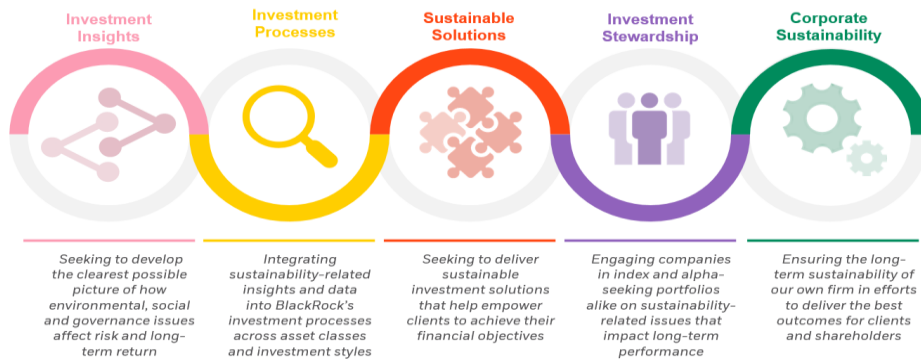 Investment
Insights
Investment
Processes
Sustainable
Solutions
Investment
Stewardship
Corporate
Sustainability
Seeking to develop
the clearest possible
picture of how
environmental, social
and governance issues
affect risk and long-
term return
Integrating
sustainability-related
insights and data
into BlackRock's
investment processes
across asset classes
and investment styles
Seeking to deliver
sustainable
investment solutions
that help empower
clients to achieve their
financial objectives
Engaging companies
in index and alpha-
seeking portfolios
alike on sustainability-
related issues that
impact long-term
performance
Ensuring the long-
term sustainability of
our own firm in efforts
to deliver the best
outcomes for clients
and shareholders